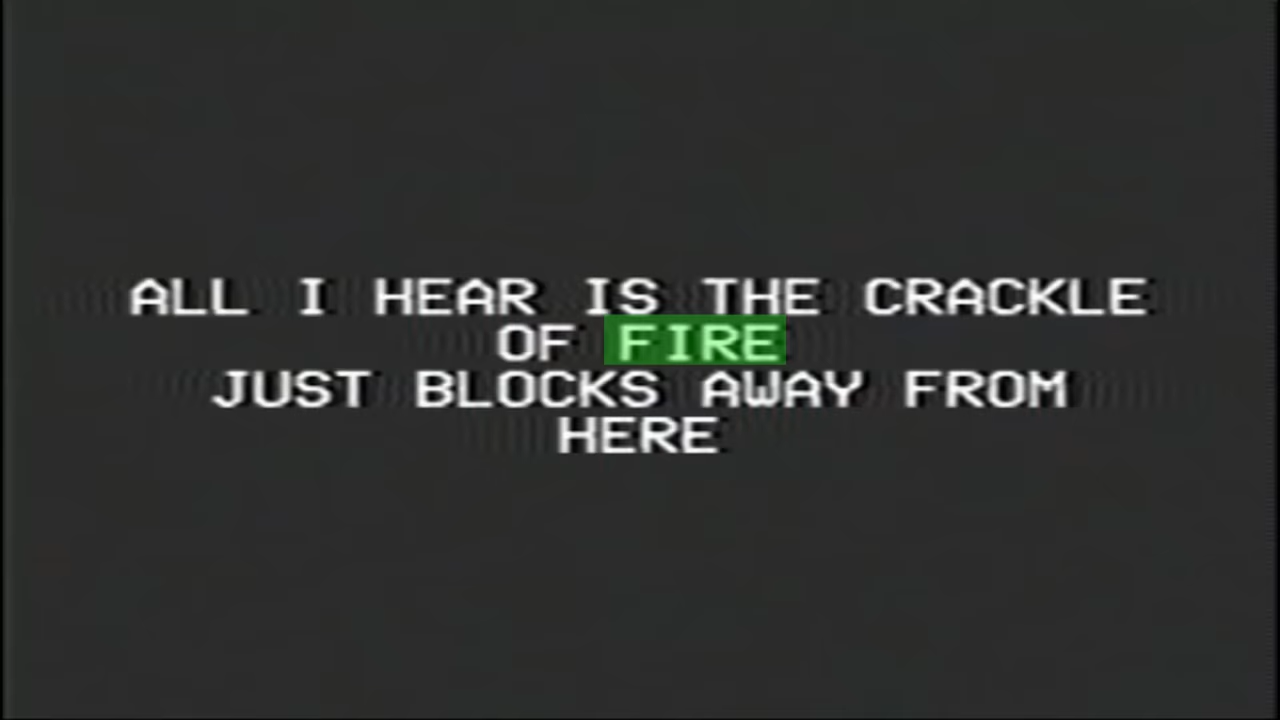 ALL I HEAR IS THE CRACKLE
OF FIRE
JUST BLOCKS AWAY FROM
HERE